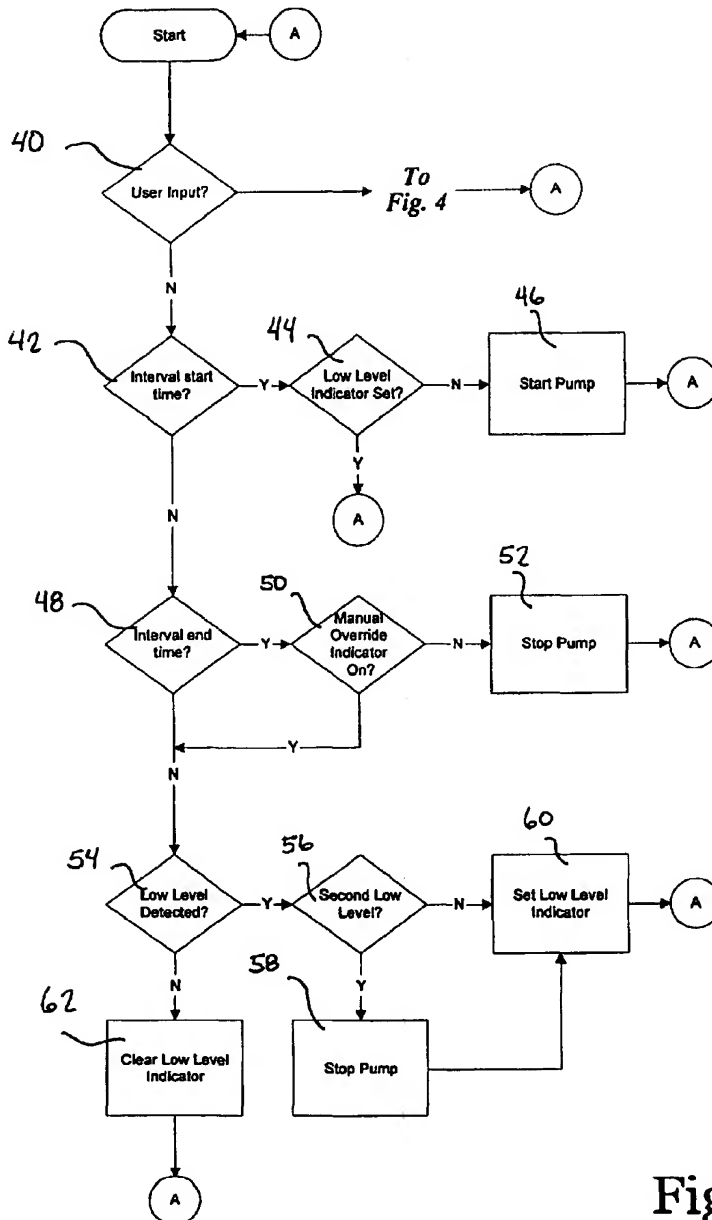 Start
A
40
User Input?
To
Fig. 4
A
N
42
Interval start
time?
Y
44
Low Level
Indicator Set?
N
46
Start Pump
A
Y
A
N
48
Interval end
time?
Y
50
Manual
Override
Indicator
On?
N
52
Stop Pump
A
Y
N
54
Low Level
Detected?
Y
56
Second Low
Level?
N
60
Set Low Level
Indicator
A
N
Y
62
Clear Low Level
Indicator
58
Stop Pump
A
Fig